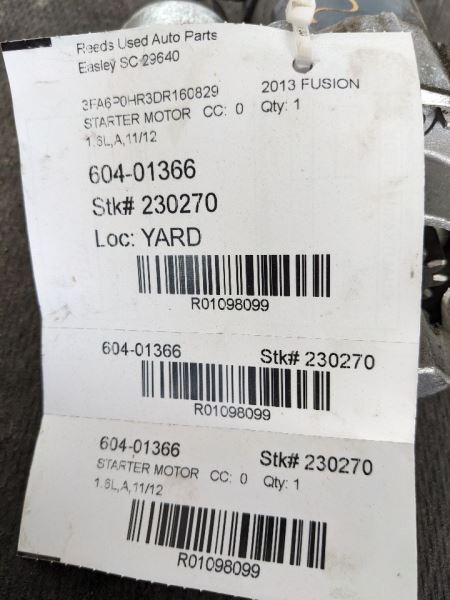 Reeds Used Auto Parts
Easley SC 29640
3FA6P0HR3DR160829 2013 FUSION
STARTER MOTOR CC: 0 Qty: 1
1.6L,A,11/12
604-01366
Stk# 230270
Loc: YARD
R01098099
604-01366 Stk# 230270
R01098099
604-01366 Stk# 230270
STARTER MOTOR CC: 0 Qty: 1
1.6L,A,11/12
R01098099